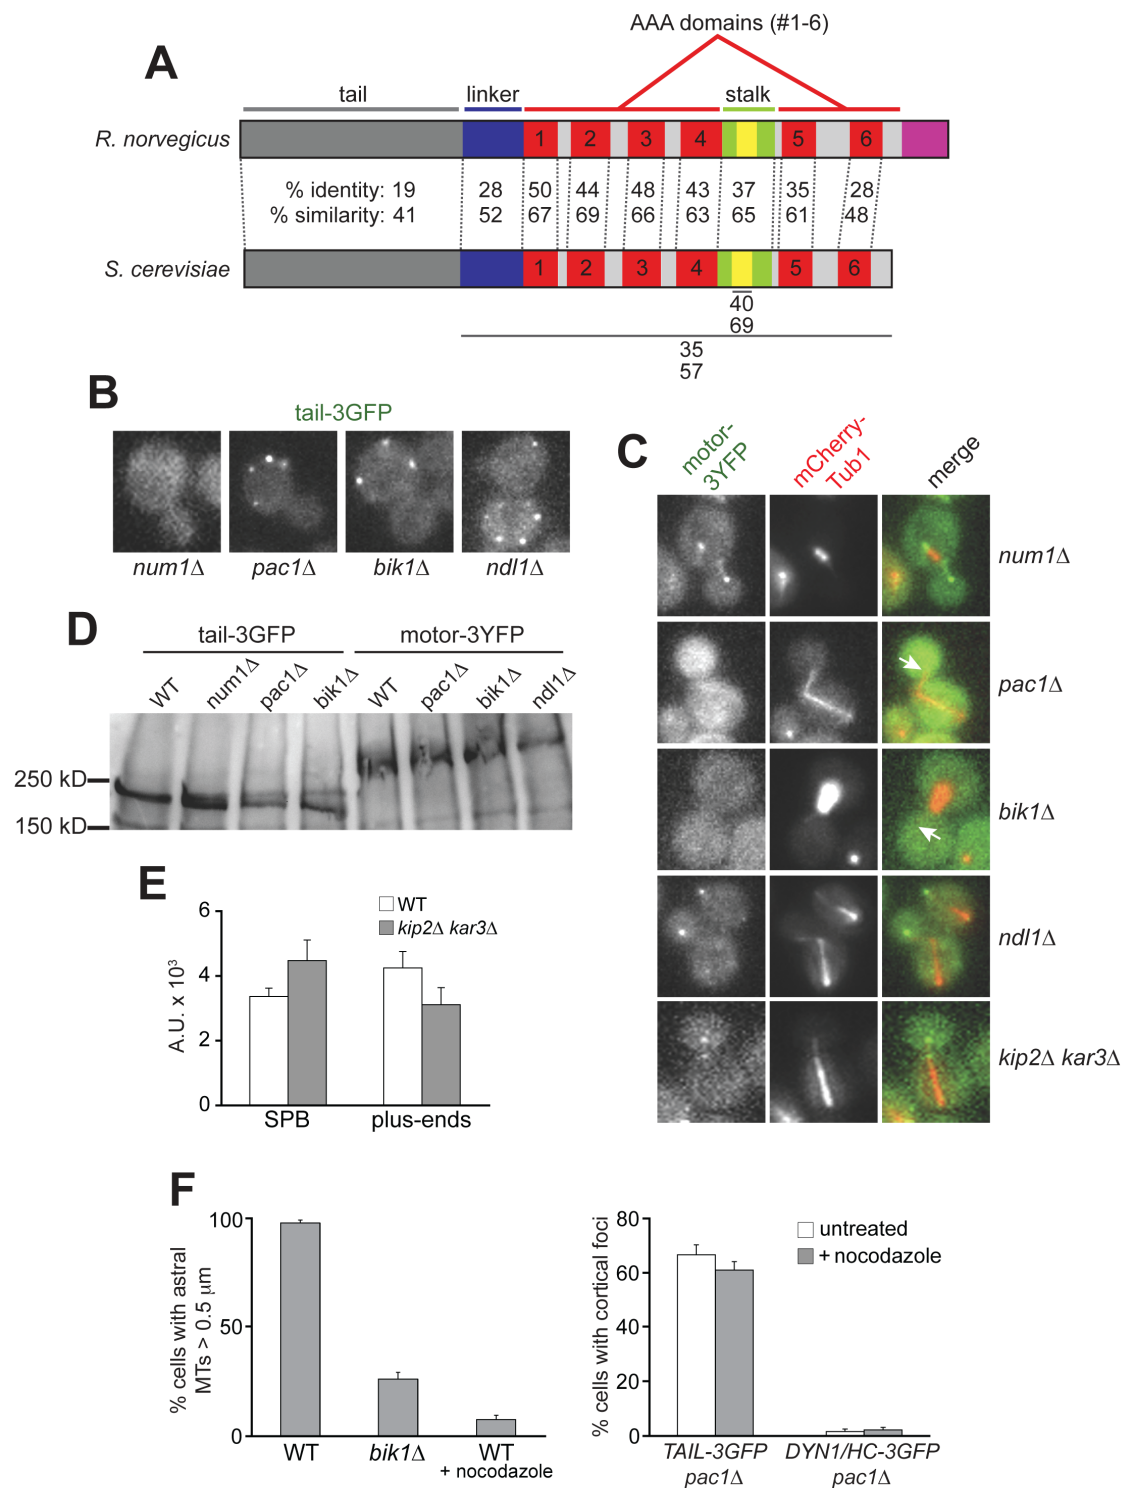 A
AAA domains (#1-6)
tail linker stalk
R. norvegicus 1 2 3 4 5 6
% identity: 19 28 50 44 48 43 37 35 28
% similarity: 41 52 67 69 66 63 65 61 48
S. cerevisiae 1 2 3 4 5 6
40
69
35
57
B
tail-3GFP
num1Δ pac1Δ bik1Δ ndl1Δ
C
motor-
3YFP
mCherry-
Tub1
merge
num1Δ
pac1Δ
bik1Δ
ndl1Δ
kip2Δ kar3Δ
D
tail-3GFP motor-3YFP
WT num1Δ pac1Δ bik1Δ WT pac1Δ bik1Δ ndl1Δ
250 kD
150 kD
E
A.U. x 10³
6
4
2
0
WT
kip2Δ kar3Δ
SPB plus-ends
F
% cells with astral
MTs > 0.5 μm
100
50
0
WT bik1Δ WT
+ nocodazole
% cells with cortical foci
80
60
40
20
0
untreated
+ nocodazole
TAIL-3GFP DYN1/HC-3GFP
pac1Δ pac1Δ